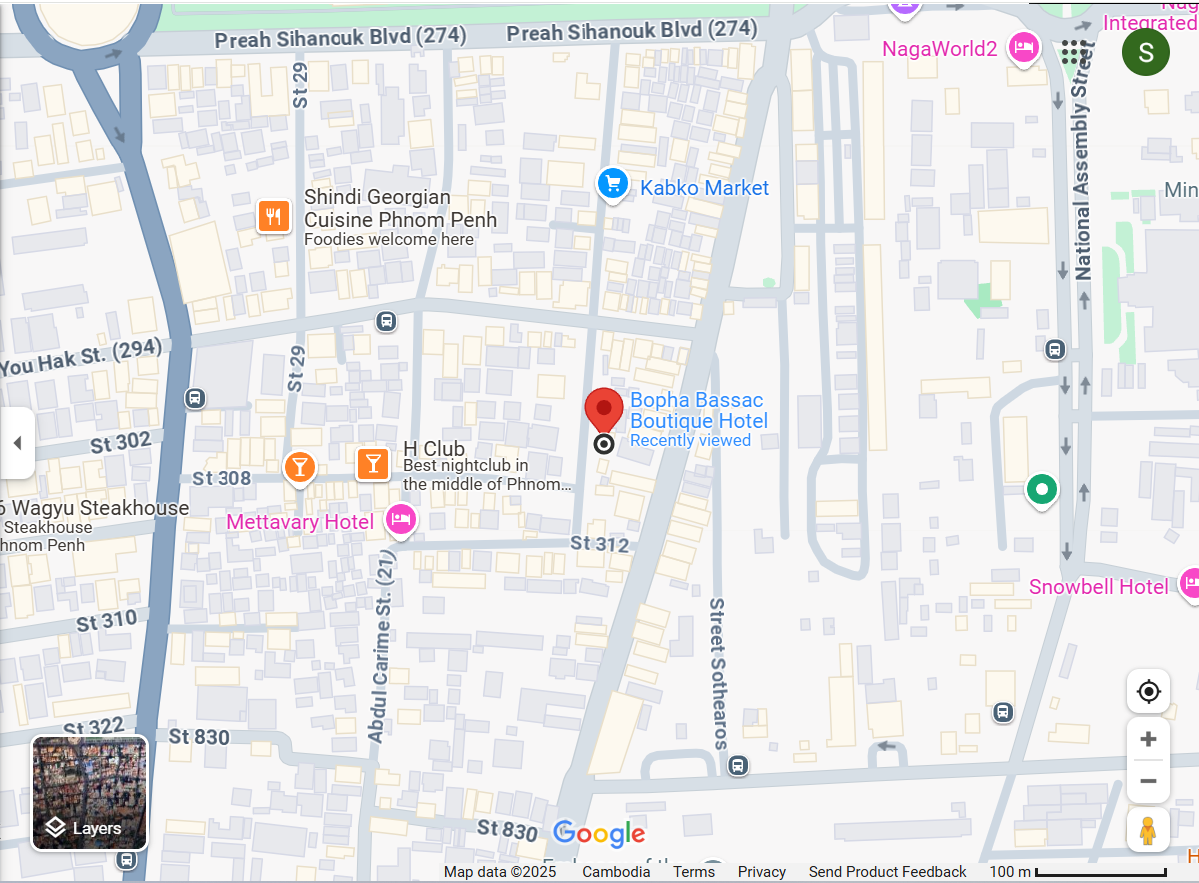 Preah Sihanouk Blvd (274)
Preah Sihanouk Blvd (274)
Integrated
NagaWorld2
S
St 29
National Assembly Street
Kabko Market
Shindi Georgian
Cuisine Phnom Penh
Foodies welcome here
Min
You Hak St. (294)
St 29
Bopha Bassac
Boutique Hotel
Recently viewed
St 302
H Club
Best nightclub in
the middle of Phnom...
St 308
6 Wagyu Steakhouse
Steakhouse
hnom Penh
Mettavary Hotel
St 312
Abdul Carime St. (21)
Snowbell Hotel
St 310
Street Sothearos
St 322
St 830
Layers
St 830
Google
Map data ©2025
Cambodia
Terms
Privacy
Send Product Feedback
100 m